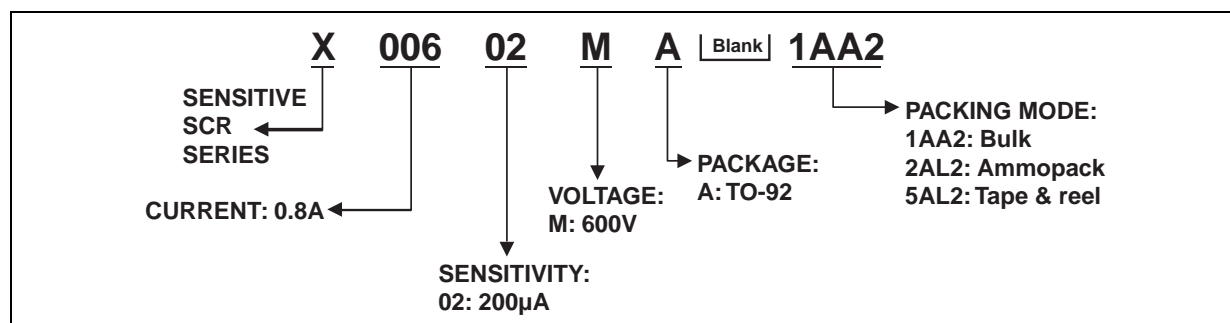 X 006 02 M A Blank 1AA2
SENSITIVE
SCR
SERIES
CURRENT: 0.8A
SENSITIVITY:
02: 200µA
VOLTAGE:
M: 600V
PACKAGE:
A: TO-92
PACKING MODE:
1AA2: Bulk
2AL2: Ammopack
5AL2: Tape & reel